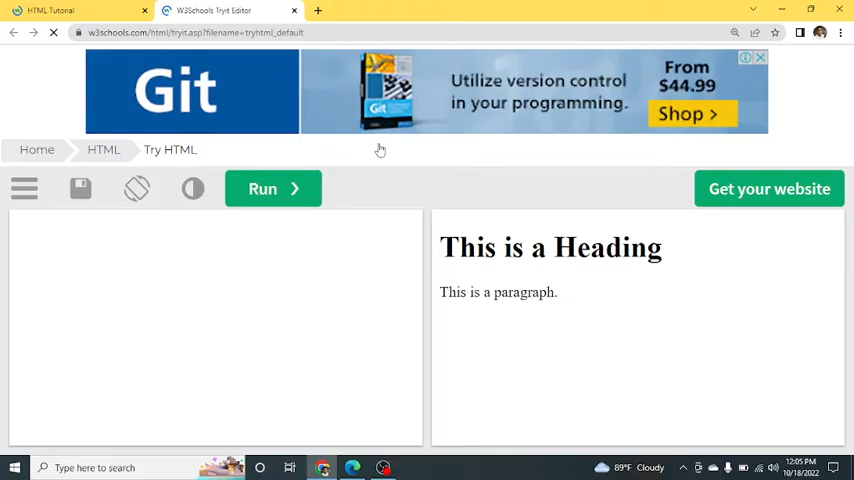 HTML Tutorial
W3Schools Tryit Editor
w3schools.com/html/tryit.asp?filename=tryhtml_default
Git
Git
Utilize version control
in your programming.
From
$44.99
Shop >
Home
HTML
Try HTML
Run
Get your website
This is a Heading
This is a paragraph.
Type here to search
89°F Cloudy
12:05 PM
10/18/2022